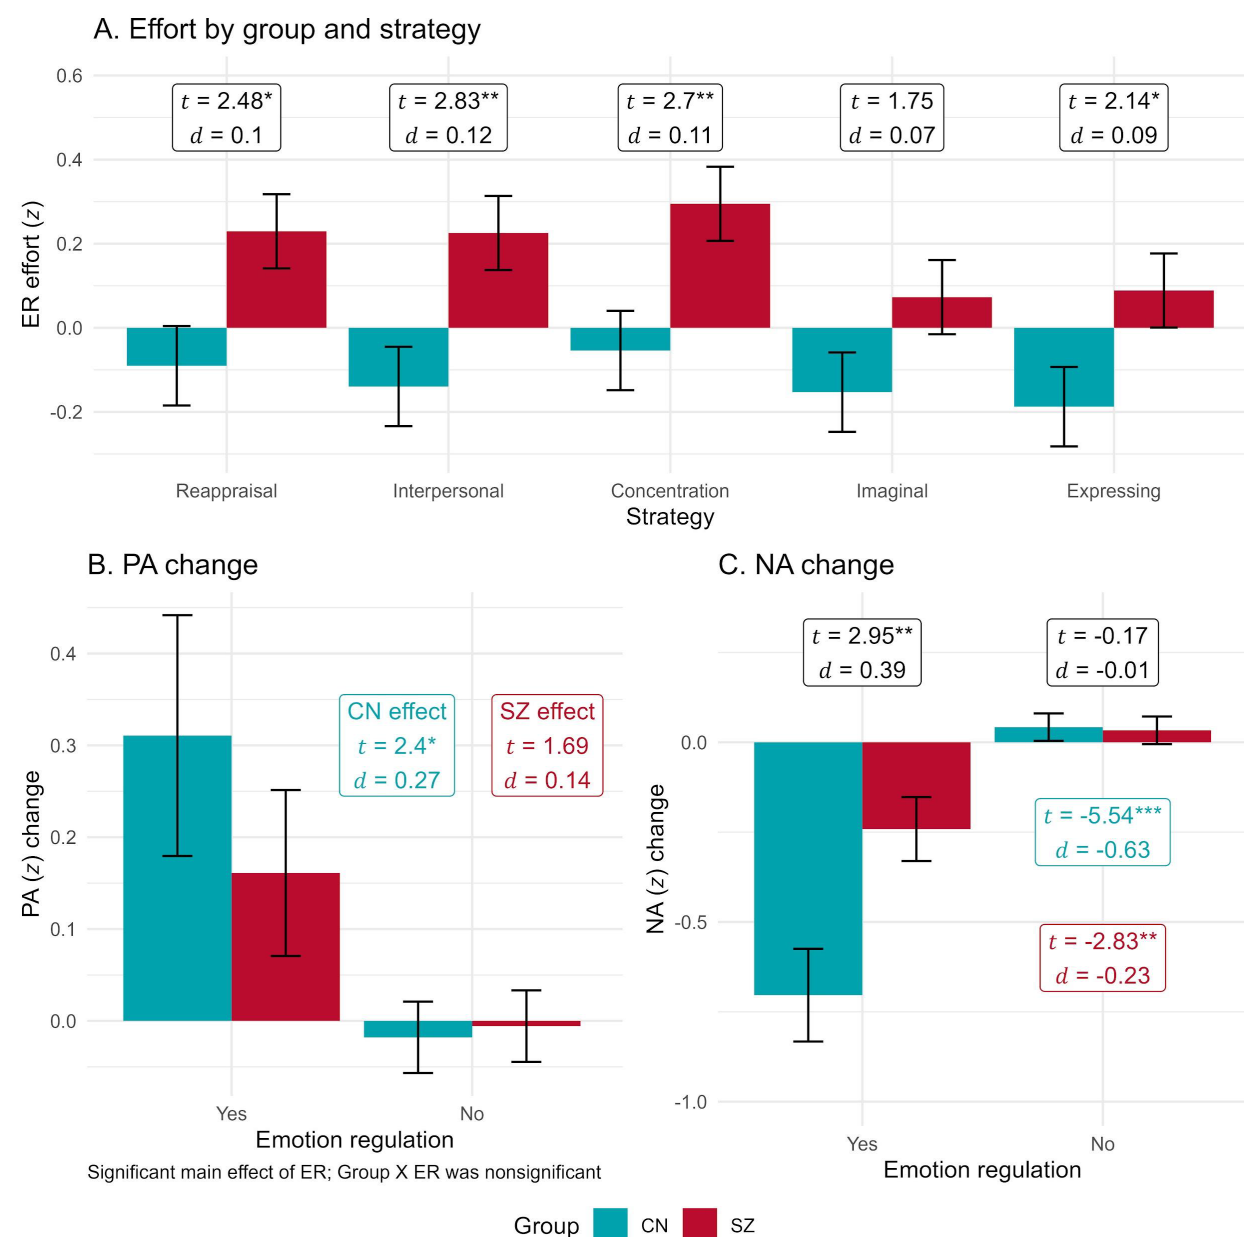 A. Effort by group and strategy
ER effort (z)
0.6
0.4
0.2
0.0
-0.2
t = 2.48*
d = 0.1
t = 2.83**
d = 0.12
t = 2.7**
d = 0.11
t = 1.75
d = 0.07
t = 2.14*
d = 0.09
Reappraisal Interpersonal Concentration Imaginal Expressing
Strategy
B. PA change
PA (z) change
0.4
0.3
0.2
0.1
0.0
CN effect
t = 2.4*
d = 0.27
SZ effect
t = 1.69
d = 0.14
Yes No
Emotion regulation
Significant main effect of ER; Group X ER was nonsignificant
C. NA change
NA (z) change
0.0
-0.5
-1.0
t = 2.95**
d = 0.39
t = -0.17
d = -0.01
t = -5.54***
d = -0.63
t = -2.83**
d = -0.23
Yes No
Emotion regulation
Group CN SZ